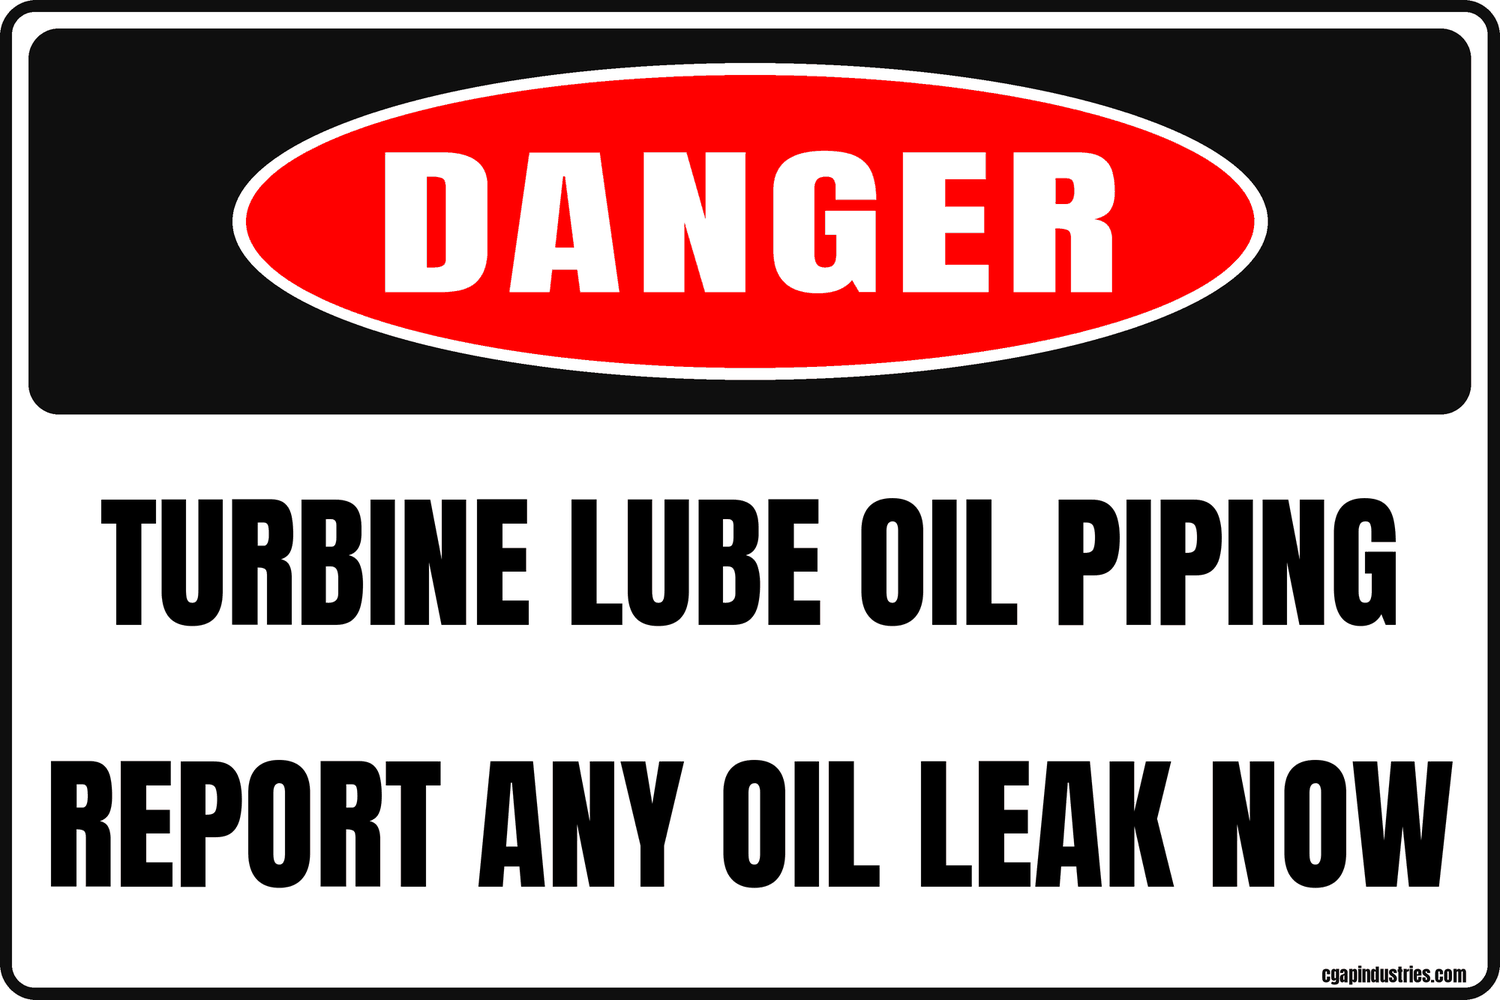 DANGER
TURBINE LUBE OIL PIPING
REPORT ANY OIL LEAK NOW
cgapindustries.com